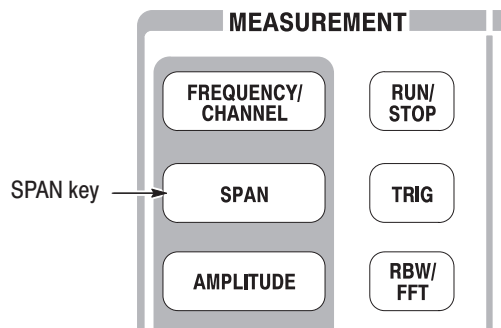 MEASUREMENT
FREQUENCY/
CHANNEL
RUN/
STOP
SPAN key
SPAN
TRIG
AMPLITUDE
RBW/
FFT